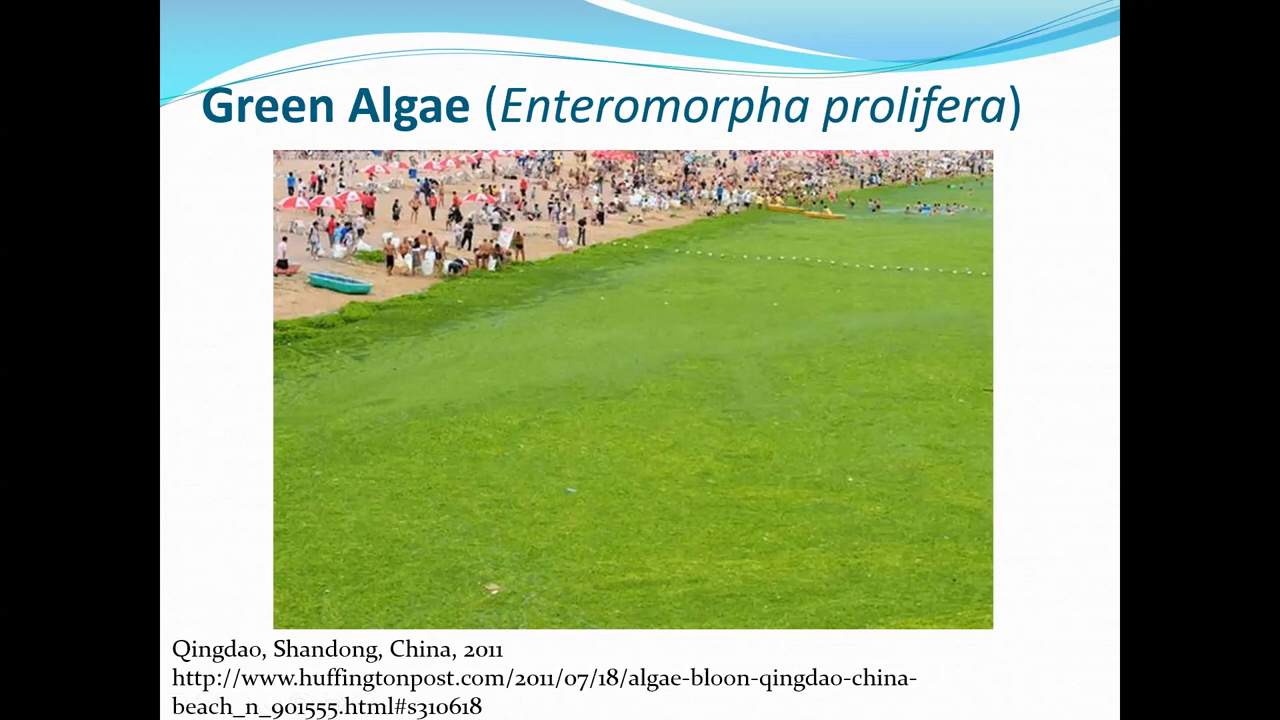 Green Algae (Enteromorpha prolifera)
Qingdao, Shandong, China, 2011
http://www.huffingtonpost.com/2011/07/18/algae-bloon-qingdao-china-
beach_n_901555.html#s310618